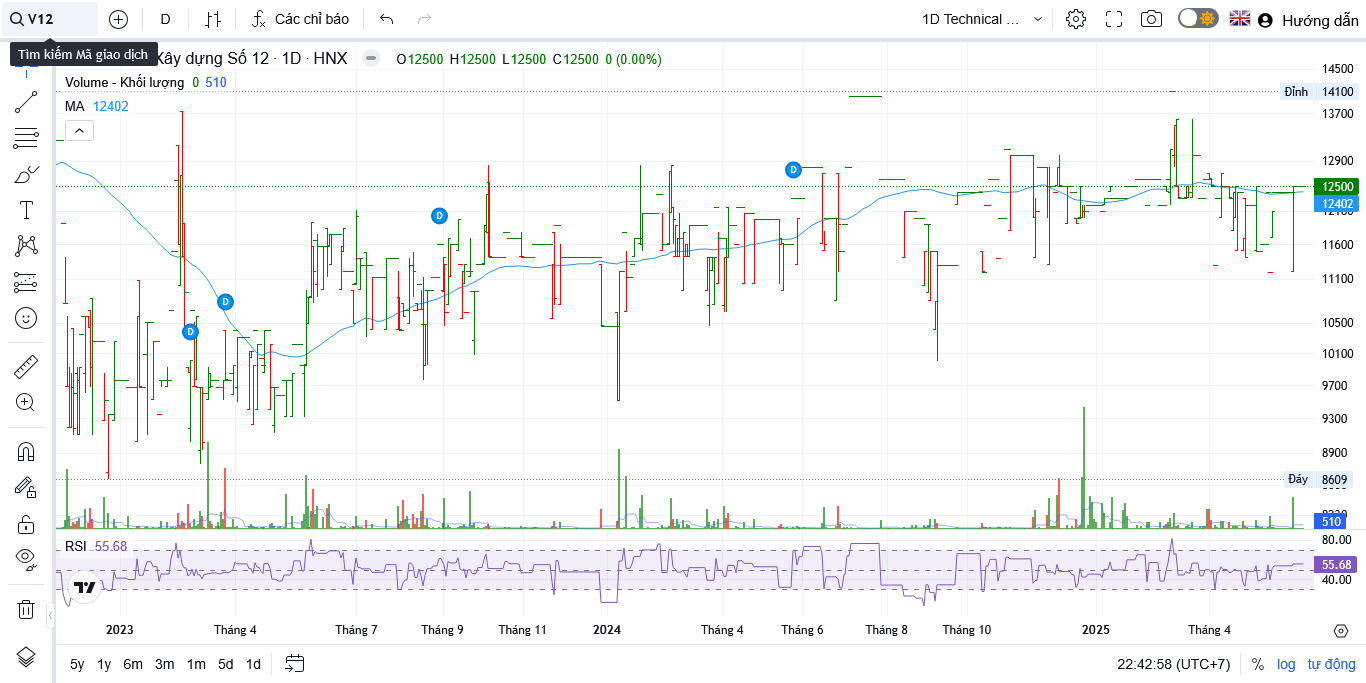 V12 D Các chỉ báo 1D Technical ... Hướng dẫn
Tìm kiếm Mã giao dịch
Xây dựng Số 12 · 1D · HNX O12500 H12500 L12500 C12500 0 (0.00%)
Volume - Khối lượng 0 510
MA 12402
14500
Đỉnh 14100
13700
12900
12500
12402
11600
11100
10500
10100
9700
9300
8900
Đáy 8609
510
RSI 55.68
80.00
55.68
40.00
D
D
D
D
2023 Tháng 4 Tháng 7 Tháng 9 Tháng 11 2024 Tháng 4 Tháng 6 Tháng 8 Tháng 10 2025 Tháng 4
5y 1y 6m 3m 1m 5d 1d 22:42:58 (UTC+7) % log tự động